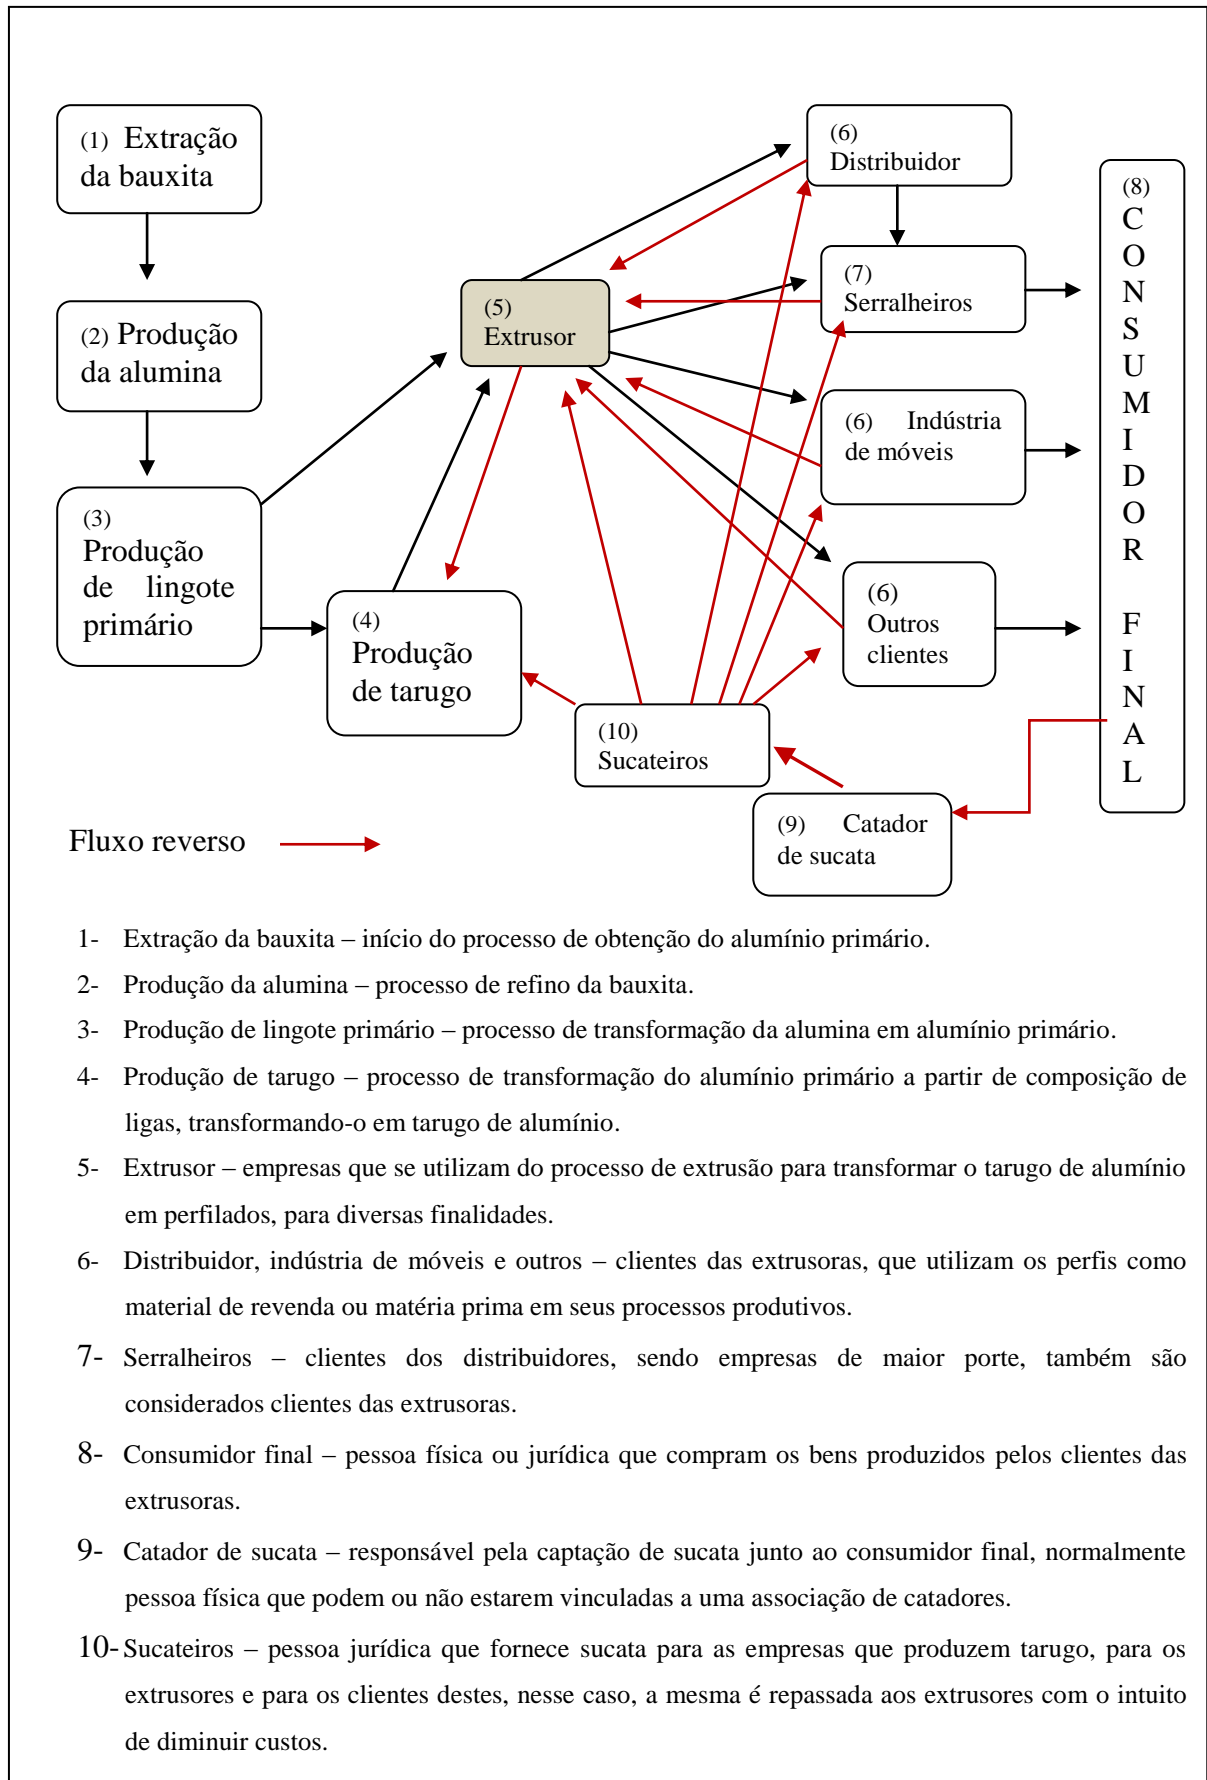 (1) Extração
da bauxita
(2) Produção
da alumina
(3)
Produção
de lingote
primário
(4)
Produção
de tarugo
(5)
Extrusor
(6)
Distribuidor
(7)
Serralheiros
(6) Indústria
de móveis
(6)
Outros
clientes
(8)
C
O
N
S
U
M
I
D
O
R
F
I
N
A
L
(10)
Sucateiros
(9) Catador
de sucata
Fluxo reverso
1- Extração da bauxita – início do processo de obtenção do alumínio primário.
2- Produção da alumina – processo de refino da bauxita.
3- Produção de lingote primário – processo de transformação da alumina em alumínio primário.
4- Produção de tarugo – processo de transformação do alumínio primário a partir de composição de
ligas, transformando-o em tarugo de alumínio.
5- Extrusor – empresas que se utilizam do processo de extrusão para transformar o tarugo de alumínio
em perfilados, para diversas finalidades.
6- Distribuidor, indústria de móveis e outros – clientes das extrusoras, que utilizam os perfis como
material de revenda ou matéria prima em seus processos produtivos.
7- Serralheiros – clientes dos distribuidores, sendo empresas de maior porte, também são
considerados clientes das extrusoras.
8- Consumidor final – pessoa física ou jurídica que compram os bens produzidos pelos clientes das
extrusoras.
9- Catador de sucata – responsável pela captação de sucata junto ao consumidor final, normalmente
pessoa física que podem ou não estarem vinculadas a uma associação de catadores.
10- Sucateiros – pessoa jurídica que fornece sucata para as empresas que produzem tarugo, para os
extrusores e para os clientes destes, nesse caso, a mesma é repassada aos extrusores com o intuito
de diminuir custos.